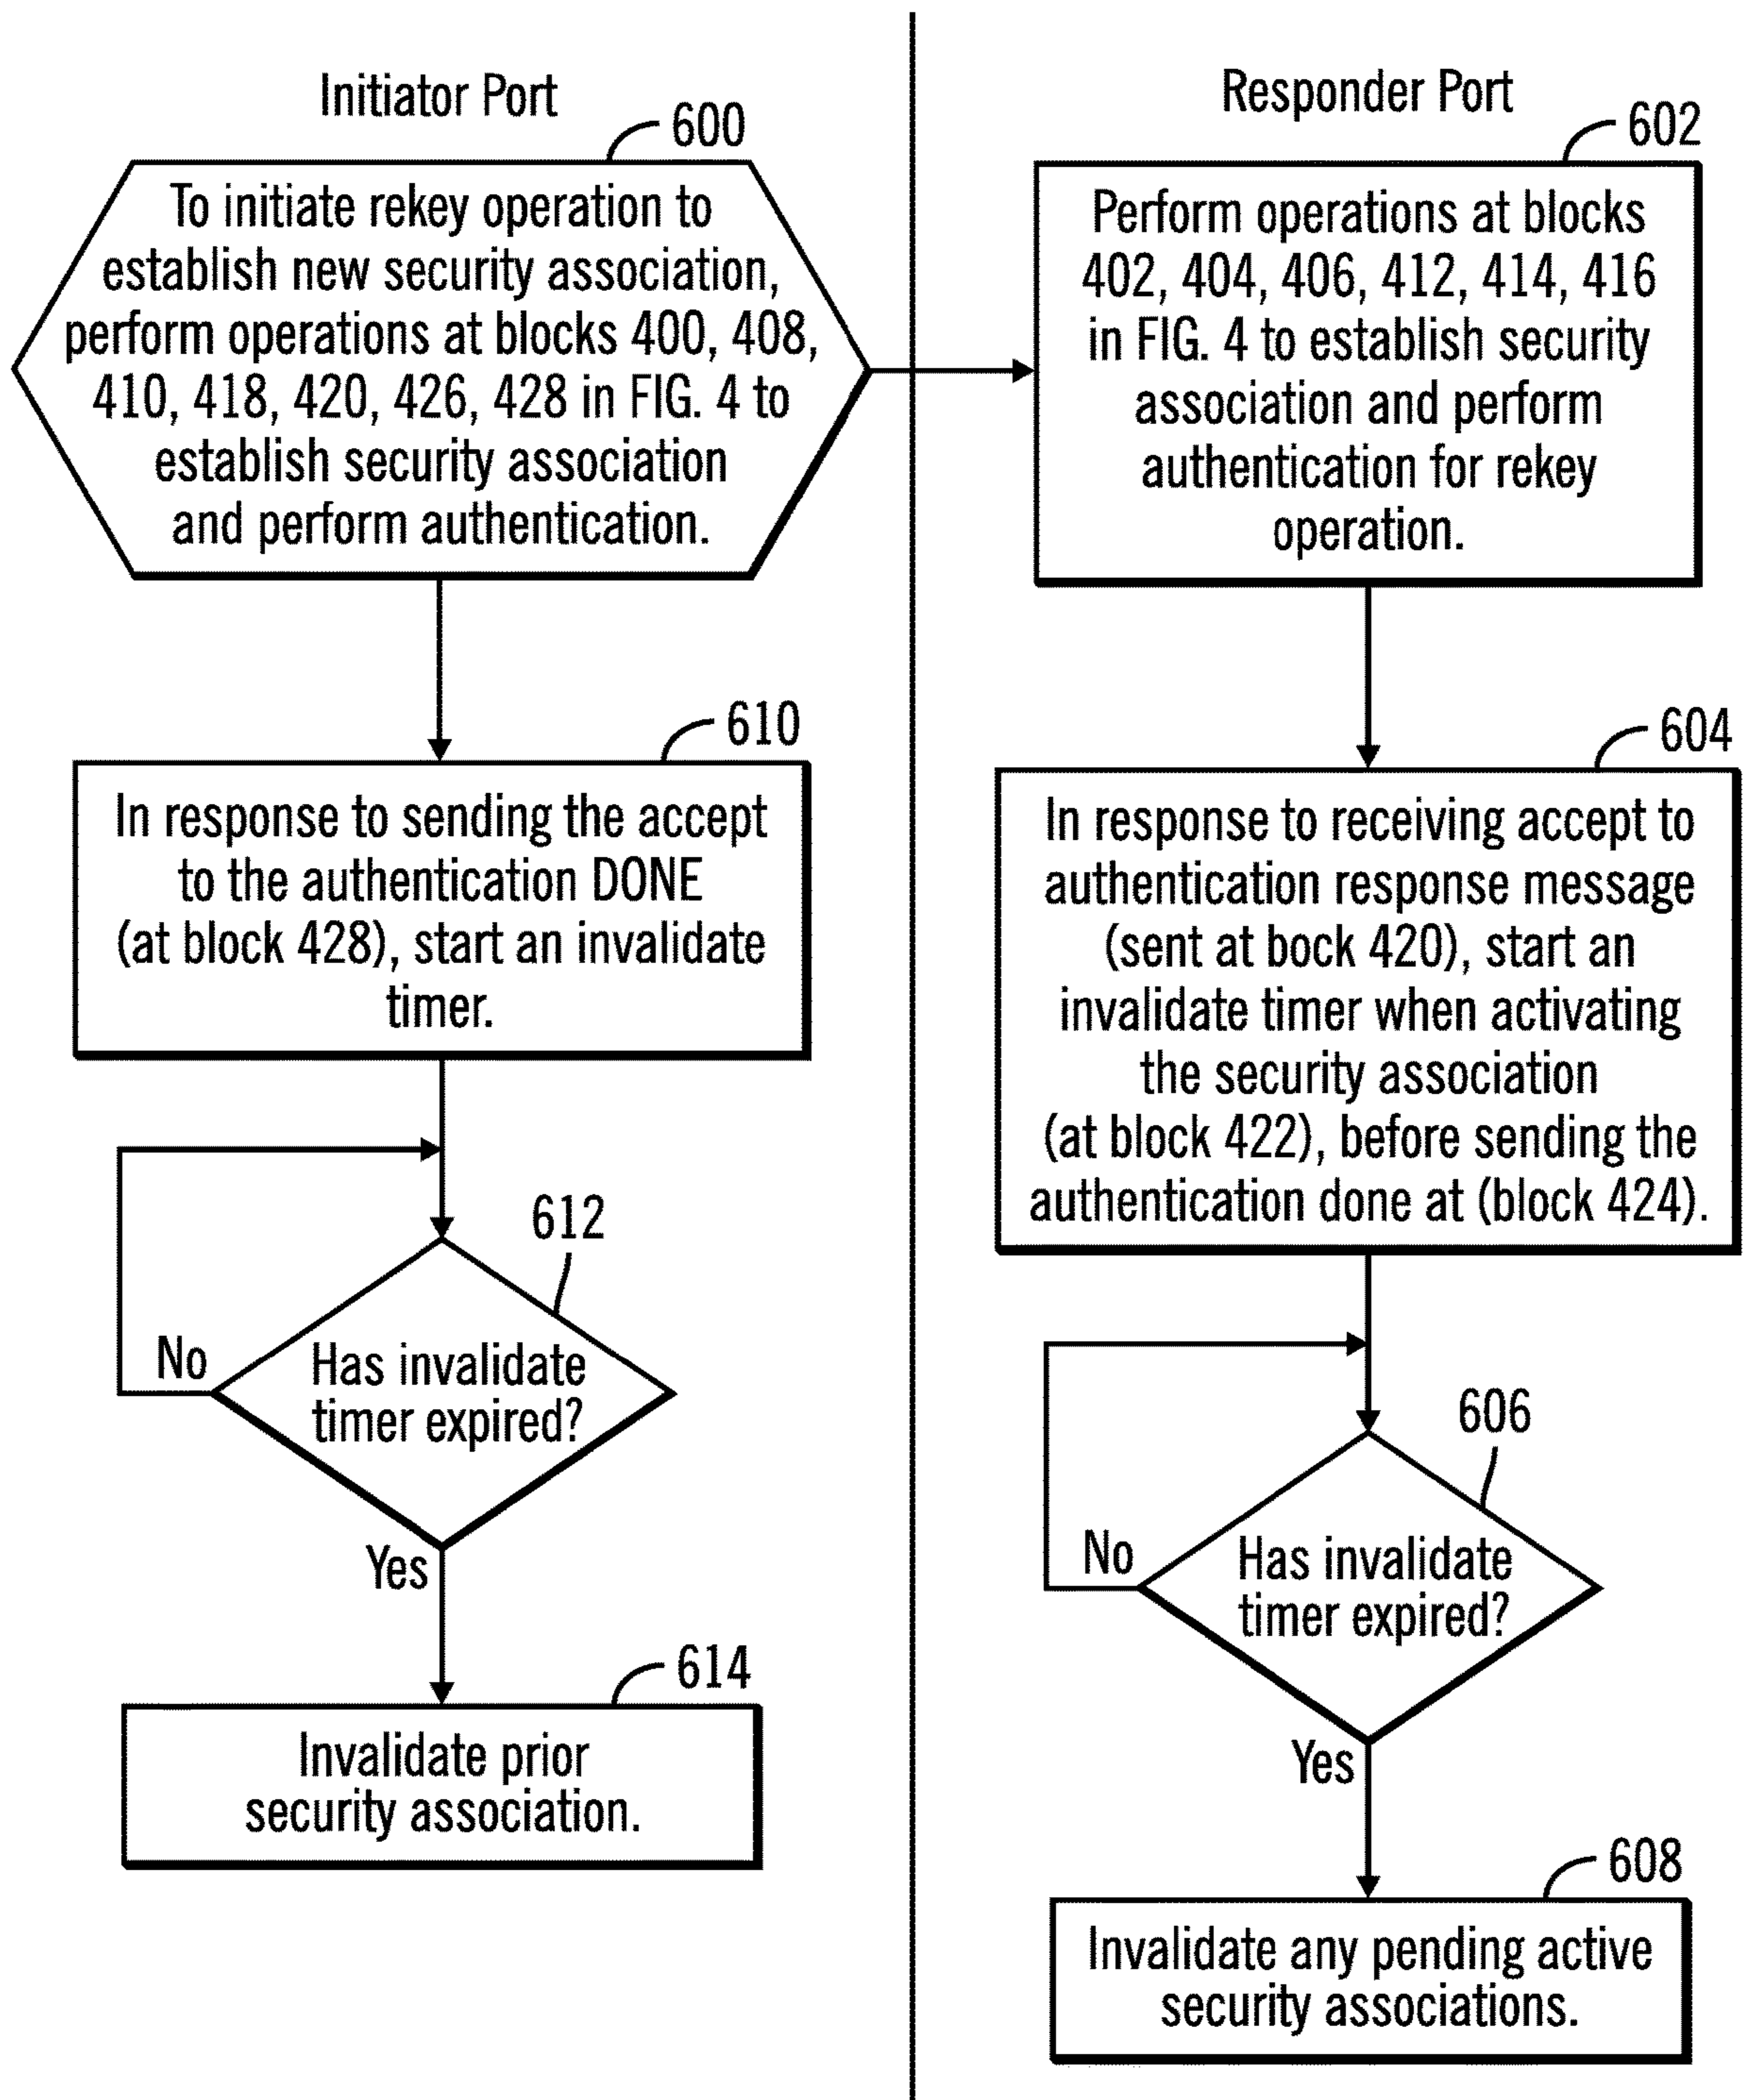 Initiator Port
600
To initiate rekey operation to
establish new security association,
perform operations at blocks 400, 408,
410, 418, 420, 426, 428 in FIG. 4 to
establish security association
and perform authentication.
610
In response to sending the accept
to the authentication DONE
(at block 428), start an invalidate
timer.
612
Has invalidate
timer expired?
No
Yes
614
Invalidate prior
security association.
Responder Port
602
Perform operations at blocks
402, 404, 406, 412, 414, 416
in FIG. 4 to establish security
association and perform
authentication for rekey
operation.
604
In response to receiving accept to
authentication response message
(sent at bock 420), start an
invalidate timer when activating
the security association
(at block 422), before sending the
authentication done at (block 424).
606
Has invalidate
timer expired?
No
Yes
608
Invalidate any pending active
security associations.